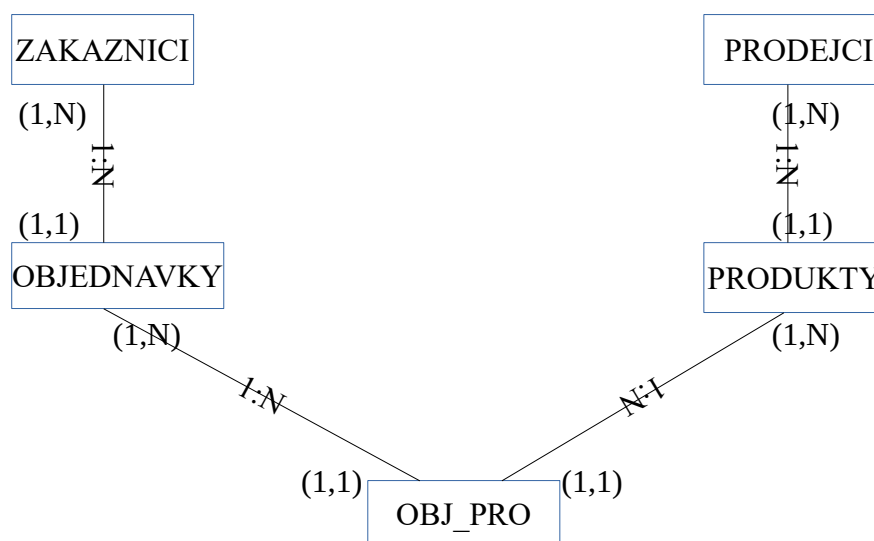 ZAKAZNICI
PRODEJCI
(1,N)
(1,N)
1:N
1:N
(1,1)
(1,1)
OBJEDNAVKY
PRODUKTY
(1,N)
(1,N)
1:N
1:N
(1,1)
(1,1)
OBJ_PRO